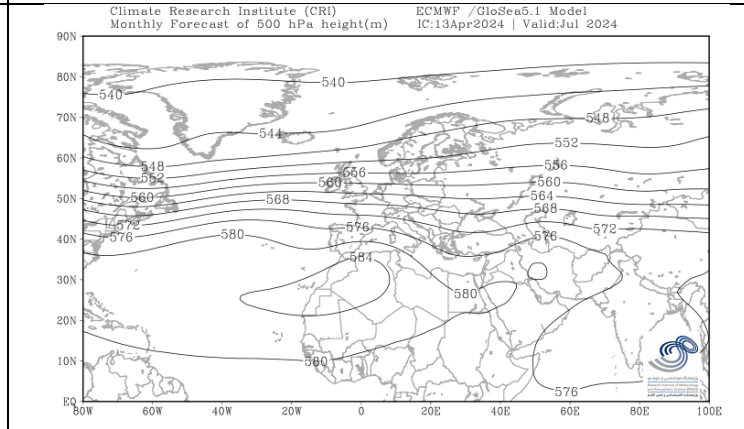 Climate Research Institute (CRI) ECMWF /GloSea5.1 Model
Monthly Forecast of 500 hPa height(m) IC:13Apr2024 | Valid:Jul 2024
90N
80N
70N
60N
50N
40N
30N
20N
10N
EQ
540
540
544
548
552
548
552
556
556
560
560
560
564
568
568
572
572
576
576
576
580
584
580
580
576
80W 60W 40W 20W 0 20E 40E 60E 80E 100E